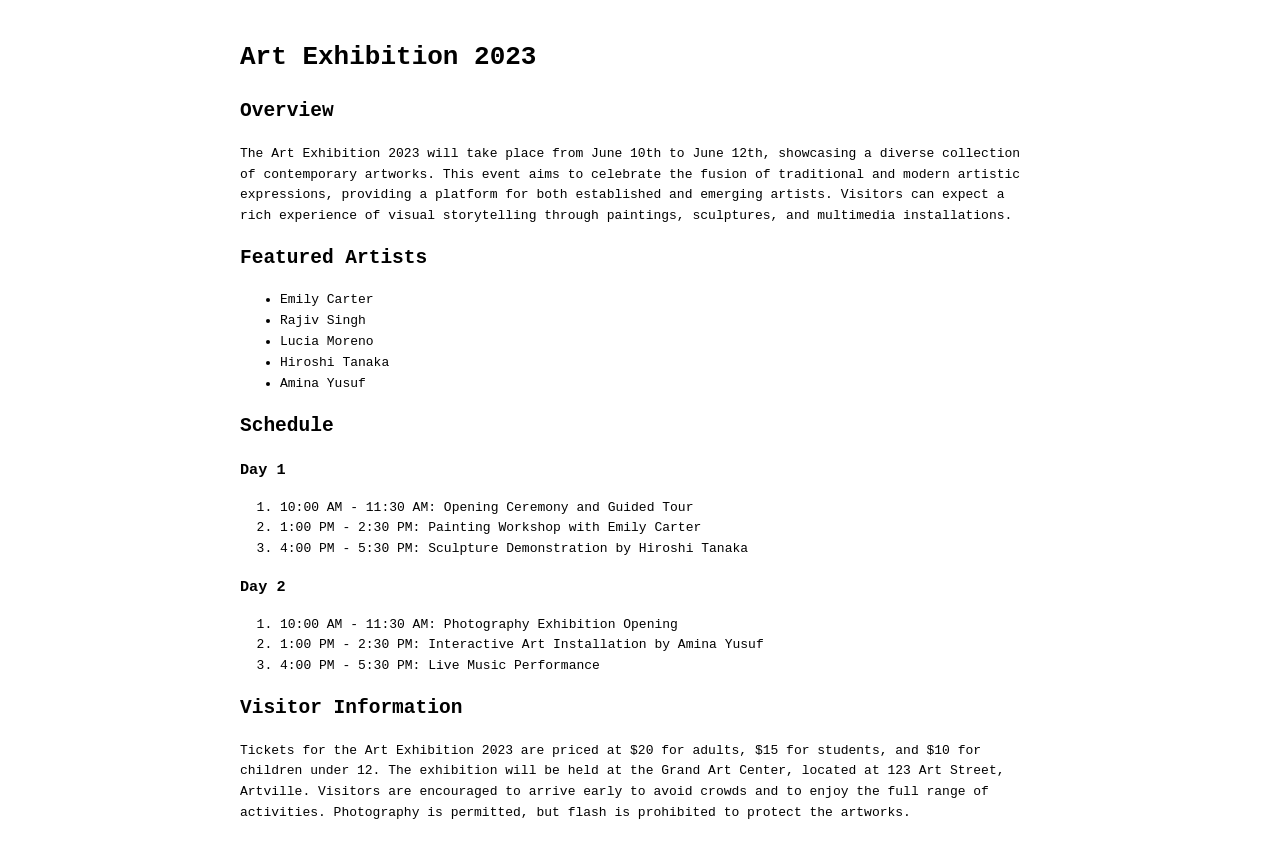 Art Exhibition 2023
Overview
The Art Exhibition 2023 will take place from June 10th to June 12th, showcasing a diverse collection
of contemporary artworks. This event aims to celebrate the fusion of traditional and modern artistic
expressions, providing a platform for both established and emerging artists. Visitors can expect a
rich experience of visual storytelling through paintings, sculptures, and multimedia installations.
Featured Artists
• Emily Carter
• Rajiv Singh
• Lucia Moreno
• Hiroshi Tanaka
• Amina Yusuf
Schedule
Day 1
1. 10:00 AM - 11:30 AM: Opening Ceremony and Guided Tour
2. 1:00 PM - 2:30 PM: Painting Workshop with Emily Carter
3. 4:00 PM - 5:30 PM: Sculpture Demonstration by Hiroshi Tanaka
Day 2
1. 10:00 AM - 11:30 AM: Photography Exhibition Opening
2. 1:00 PM - 2:30 PM: Interactive Art Installation by Amina Yusuf
3. 4:00 PM - 5:30 PM: Live Music Performance
Visitor Information
Tickets for the Art Exhibition 2023 are priced at $20 for adults, $15 for students, and $10 for
children under 12. The exhibition will be held at the Grand Art Center, located at 123 Art Street,
Artville. Visitors are encouraged to arrive early to avoid crowds and to enjoy the full range of
activities. Photography is permitted, but flash is prohibited to protect the artworks.